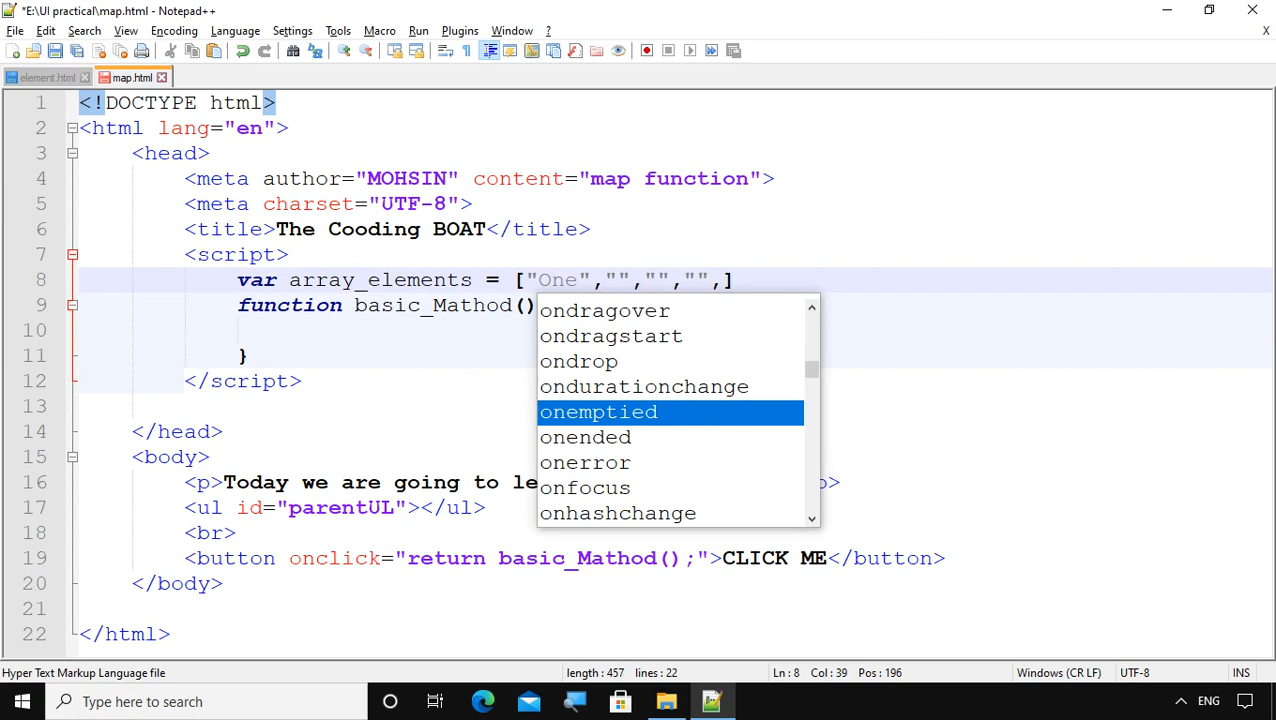 *E:\UI practical\map.html - Notepad++
File Edit Search View Encoding Language Settings Tools Macro Run Plugins Window ?
X
element.html map.html
1 <!DOCTYPE html>
2 <html lang="en">
3 <head>
4 <meta author="MOHSIN" content="map function">
5 <meta charset="UTF-8">
6 <title>The Cooding BOAT</title>
7 <script>
8 var array_elements = ["One","","","",]
9 function basic_Mathod()
10
11 }
12 </script>
13
14 </head>
15 <body>
16 <p>Today we are going to le p>
17 <ul id="parentUL"></ul>
18 <br>
19 <button onclick="return basic_Mathod();">CLICK ME</button>
20 </body>
21
22 </html>
ondragover
ondragstart
ondrop
ondurationchange
onemptied
onended
onerror
onfocus
onhashchange
Hyper Text Markup Language file length : 457 lines : 22 Ln : 8 Col : 39 Pos : 196 Windows (CR LF) UTF-8 INS
Type here to search ENG